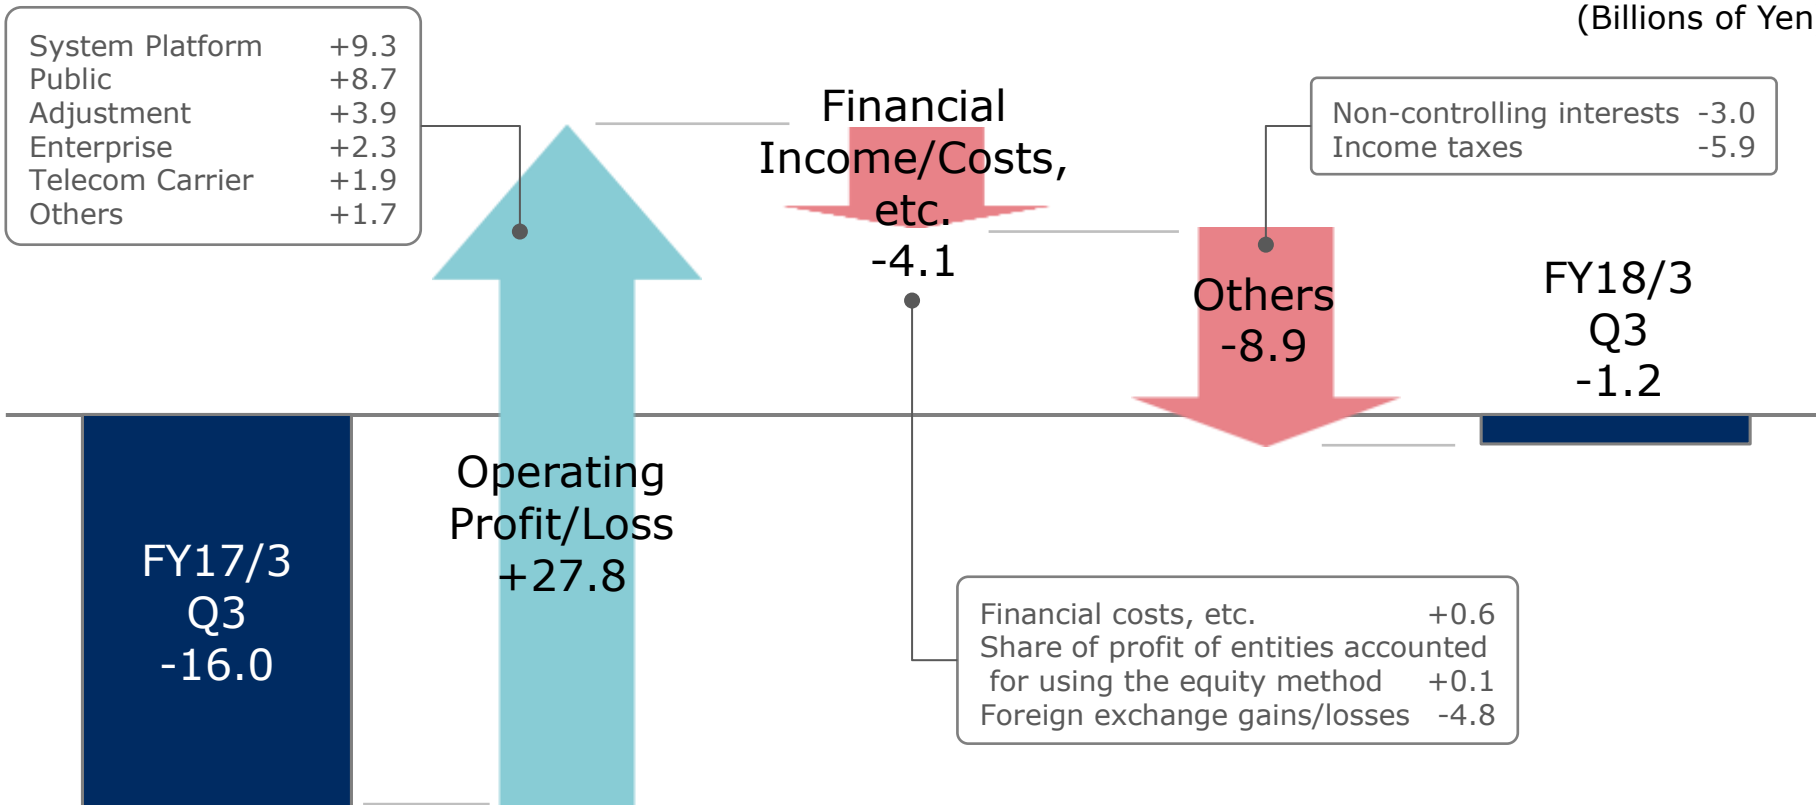 (Billions of Yen
System Platform +9.3
Public +8.7
Adjustment +3.9
Enterprise +2.3
Telecom Carrier +1.9
Others +1.7
Financial
Income/Costs,
etc.
-4.1
Non-controlling interests -3.0
Income taxes -5.9
Others
-8.9
FY18/3
Q3
-1.2
Operating
Profit/Loss
+27.8
FY17/3
Q3
-16.0
Financial costs, etc. +0.6
Share of profit of entities accounted
for using the equity method +0.1
Foreign exchange gains/losses -4.8